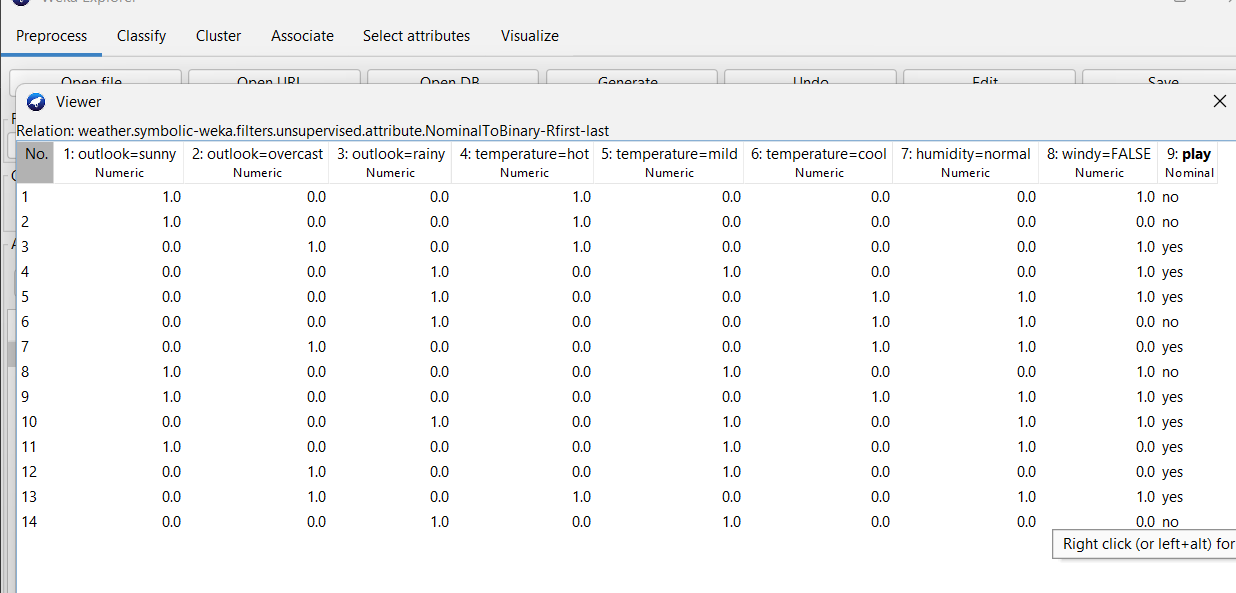 Weka Explorer
Preprocess Classify Cluster Associate Select attributes Visualize
Open file Open URL Open DB Generate Undo Edit Save
Viewer
Relation: weather.symbolic-weka.filters.unsupervised.attribute.NominalToBinary-Rfirst-last
No. 1: outlook=sunny 2: outlook=overcast 3: outlook=rainy 4: temperature=hot 5: temperature=mild 6: temperature=cool 7: humidity=normal 8: windy=FALSE 9: play
Numeric Numeric Numeric Numeric Numeric Numeric Numeric Numeric Nominal
1 1.0 0.0 0.0 1.0 0.0 0.0 0.0 1.0 no
2 1.0 0.0 0.0 1.0 0.0 0.0 0.0 0.0 no
3 0.0 1.0 0.0 1.0 0.0 0.0 0.0 1.0 yes
4 0.0 0.0 1.0 0.0 1.0 0.0 0.0 1.0 yes
5 0.0 0.0 1.0 0.0 0.0 1.0 1.0 1.0 yes
6 0.0 0.0 1.0 0.0 0.0 1.0 1.0 0.0 no
7 0.0 1.0 0.0 0.0 0.0 1.0 1.0 0.0 yes
8 1.0 0.0 0.0 0.0 1.0 0.0 0.0 1.0 no
9 1.0 0.0 0.0 0.0 0.0 1.0 1.0 1.0 yes
10 0.0 0.0 1.0 0.0 1.0 0.0 1.0 1.0 yes
11 1.0 0.0 0.0 0.0 1.0 0.0 1.0 0.0 yes
12 0.0 1.0 0.0 0.0 1.0 0.0 0.0 0.0 yes
13 0.0 1.0 0.0 1.0 0.0 0.0 1.0 1.0 yes
14 0.0 0.0 1.0 0.0 1.0 0.0 0.0 0.0 no
Right click (or left+alt) for